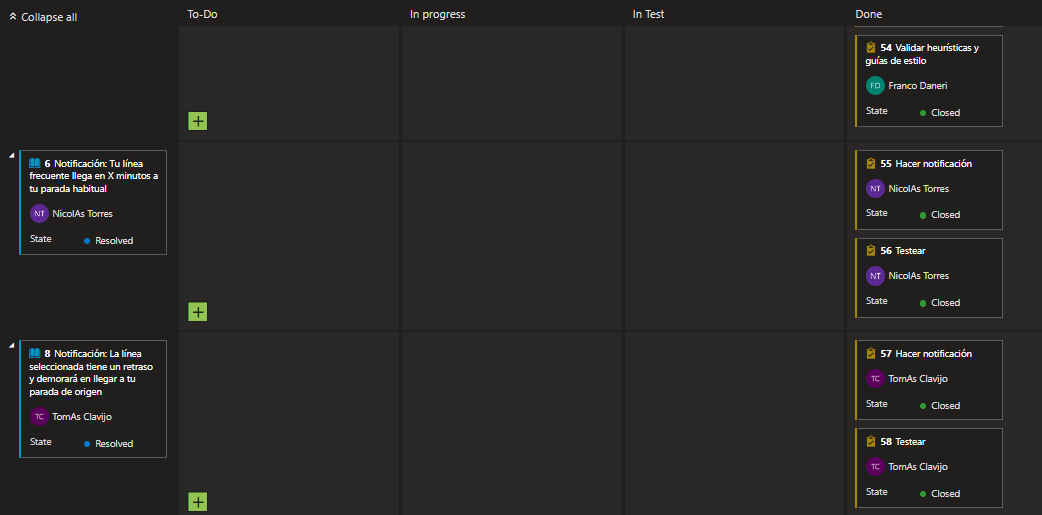 Collapse all
To-Do
In progress
In Test
Done
54 Validar heurísticas y
guías de estilo
FD Franco Daneri
State
Closed
6 Notificación: Tu línea
frecuente llega en X minutos a
tu parada habitual
NT NicolAs Torres
State
Resolved
55 Hacer notificación
NT NicolAs Torres
State
Closed
56 Testear
NT NicolAs Torres
State
Closed
8 Notificación: La línea
seleccionada tiene un retraso
y demorará en llegar a tu
parada de origen
TC TomAs Clavijo
State
Resolved
57 Hacer notificación
TC TomAs Clavijo
State
Closed
58 Testear
TC TomAs Clavijo
State
Closed